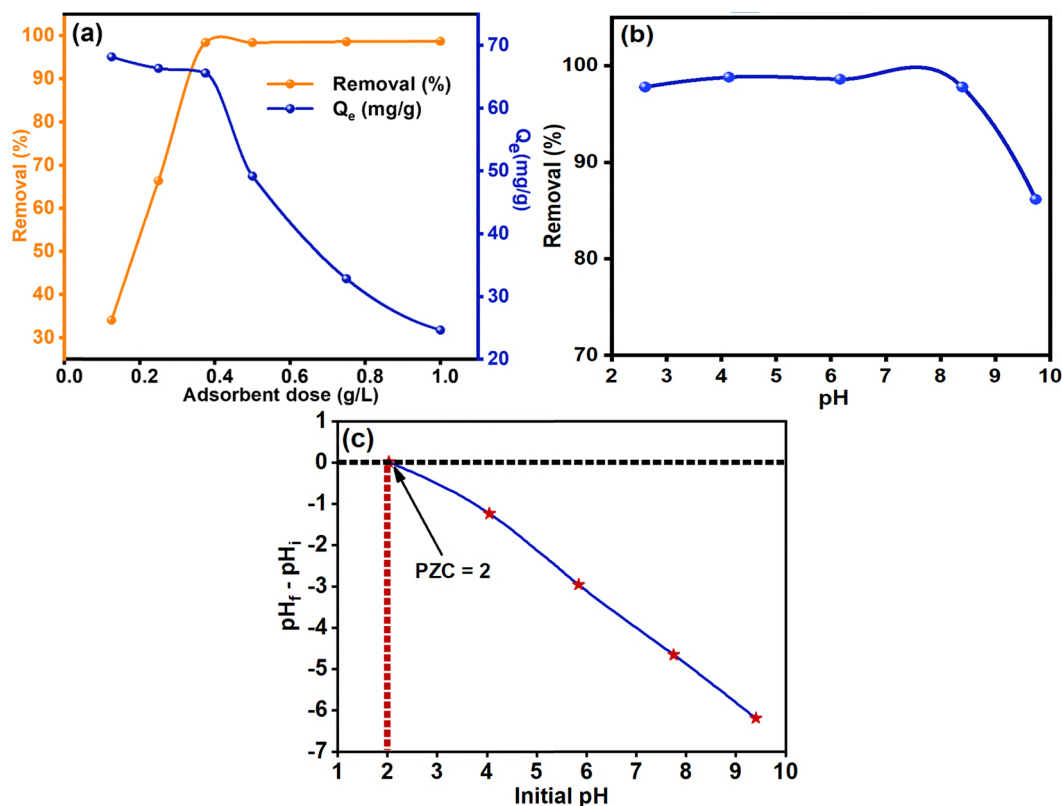 (a)
Removal (%)
100
90
80
70
60
50
40
30
Removal (%)
Qe (mg/g)
70
60
50
40
30
20
Qe(mg/g)
0.0 0.2 0.4 0.6 0.8 1.0
Adsorbent dose (g/L)
(b)
Removal (%)
100
90
80
70
2 3 4 5 6 7 8 9 10
pH
(c)
pHf - pHi
1
0
-1
-2
-3
-4
-5
-6
-7
PZC = 2
1 2 3 4 5 6 7 8 9 10
Initial pH